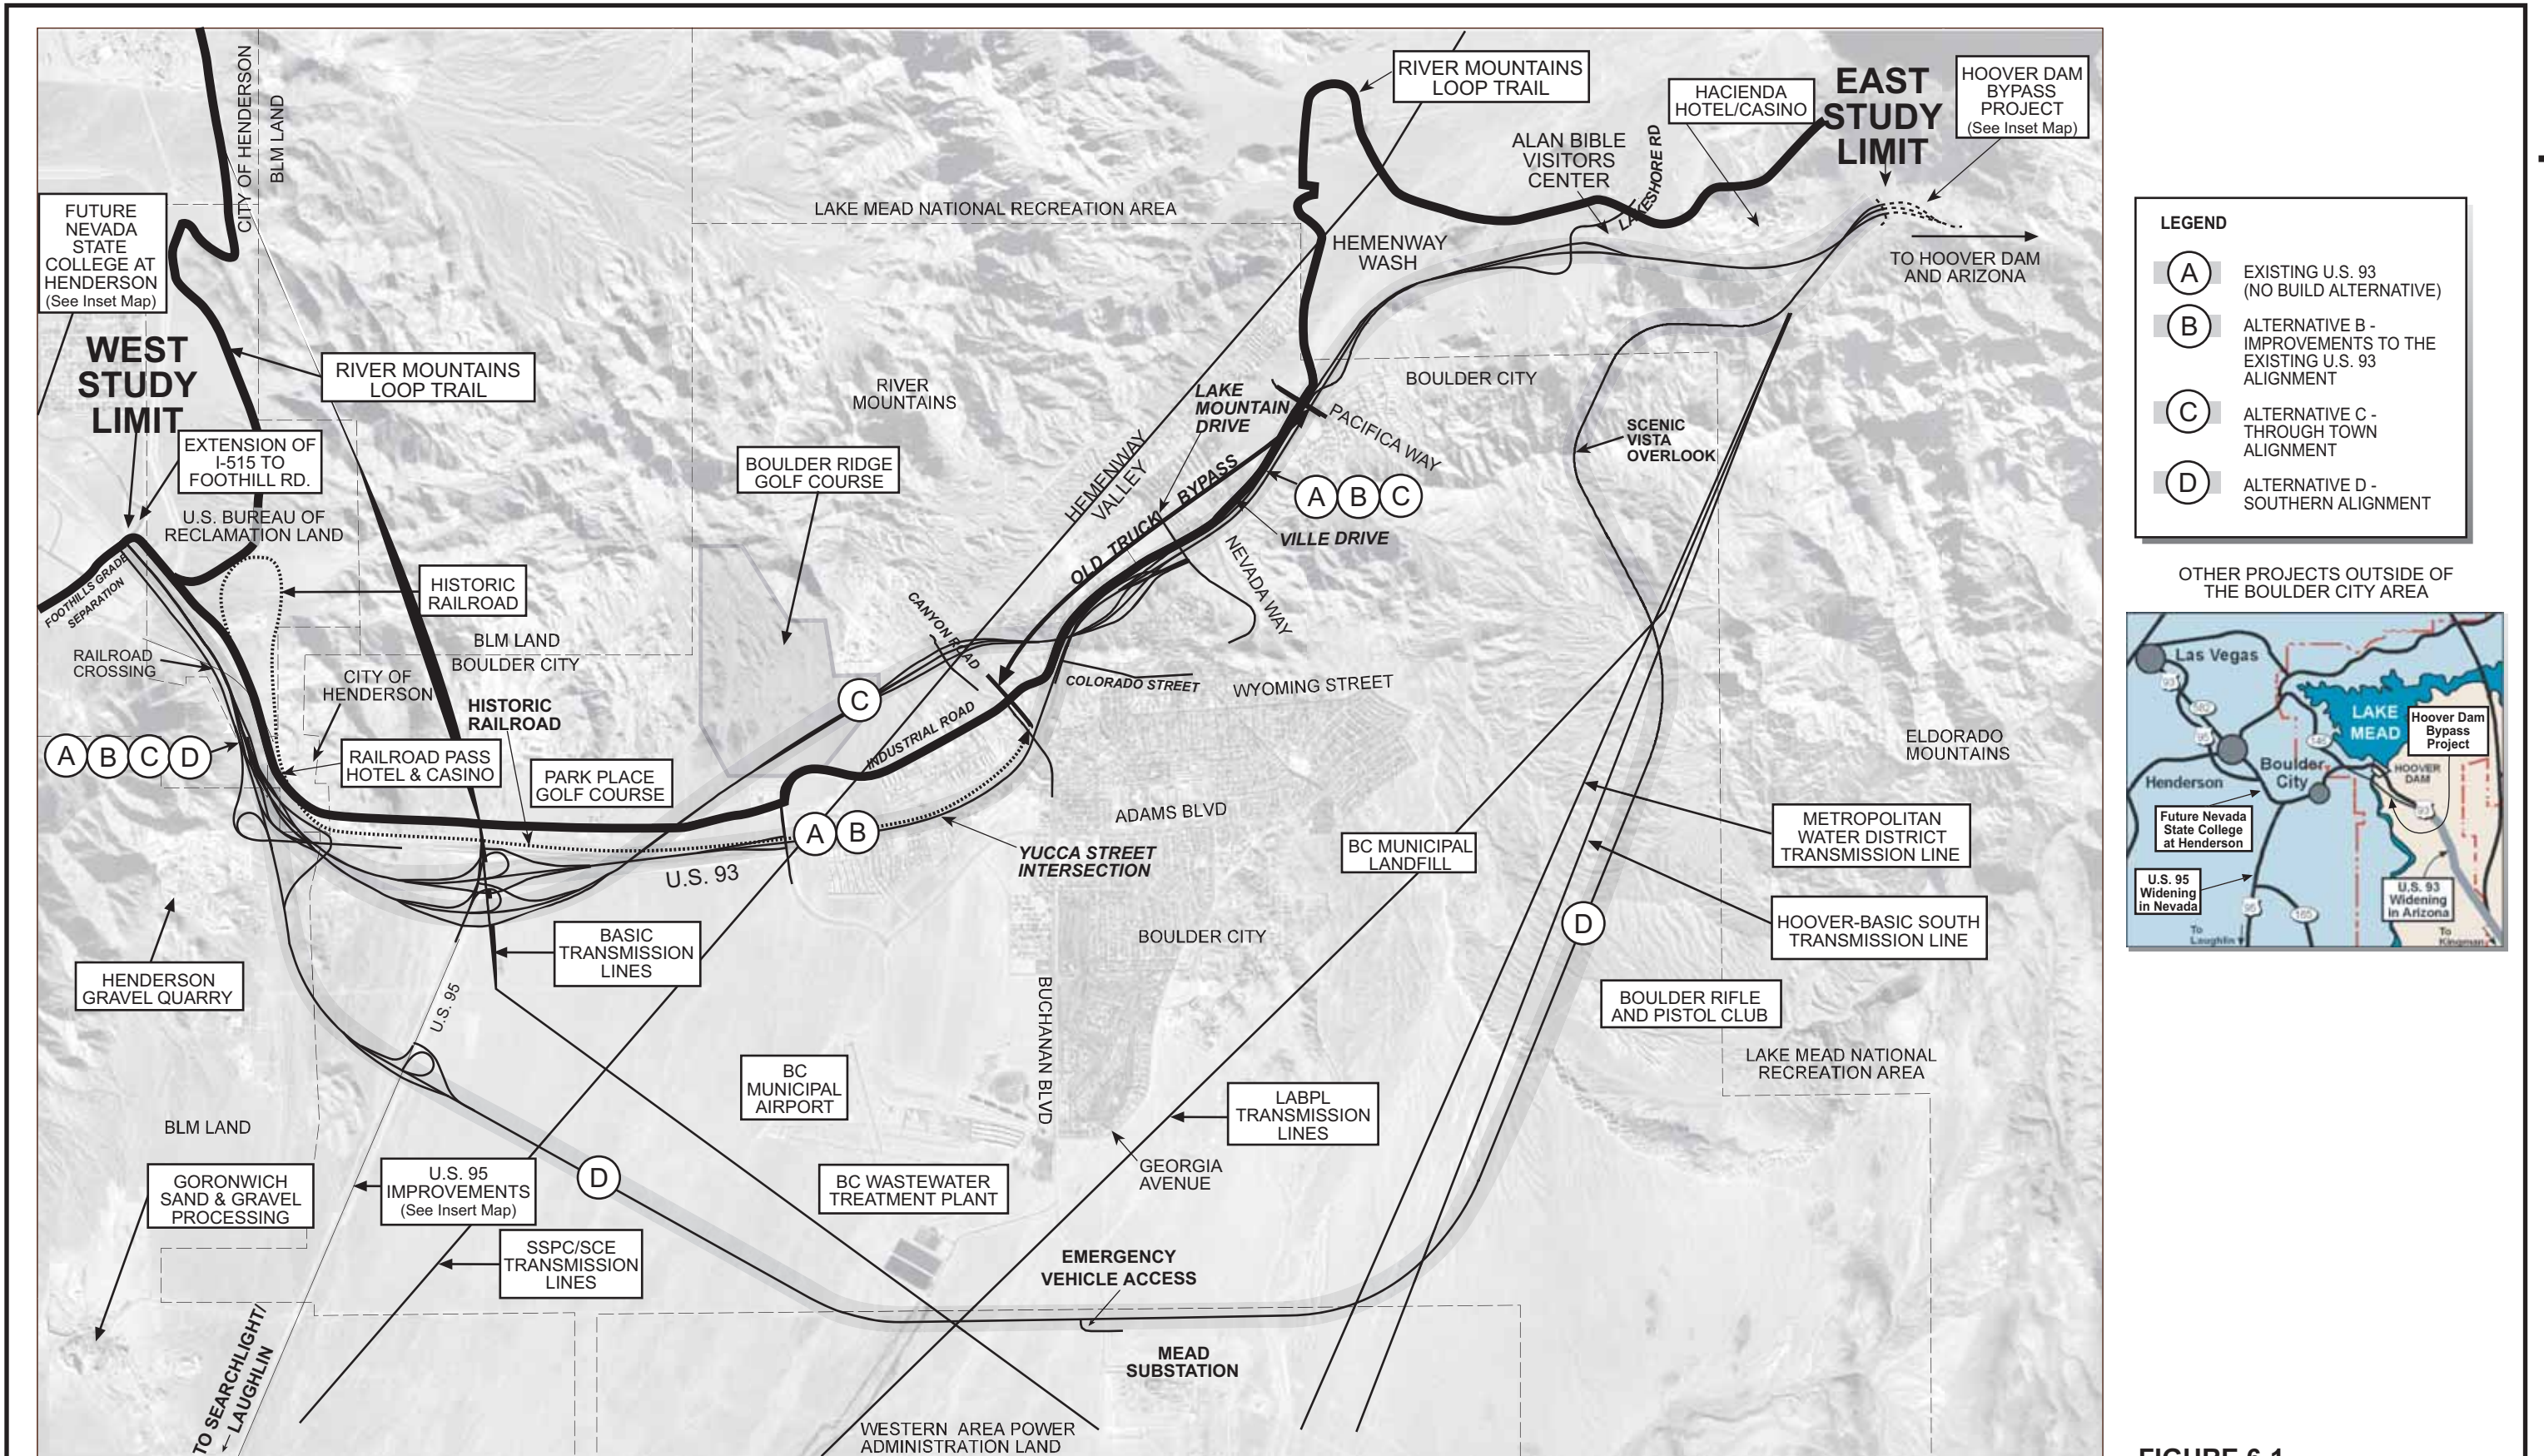 RIVER MOUNTAINS
LOOP TRAIL
HACIENDA
HOTEL/CASINO
EAST
STUDY
LIMIT
HOOVER DAM
BYPASS
PROJECT
(See Inset Map)
CITY OF HENDERSON
BLM LAND
ALAN BIBLE
VISITORS
CENTER
LAKESHORE RD
FUTURE
NEVADA
STATE
COLLEGE AT
HENDERSON
(See Inset Map)
LAKE MEAD NATIONAL RECREATION AREA
HEMENWAY
WASH
TO HOOVER DAM
AND ARIZONA
WEST
STUDY
LIMIT
RIVER MOUNTAINS
LOOP TRAIL
RIVER
MOUNTAINS
BOULDER CITY
LAKE
MOUNTAIN
DRIVE
PACIFICA WAY
SCENIC
VISTA
OVERLOOK
EXTENSION OF
I-515 TO
FOOTHILL RD.
BOULDER RIDGE
GOLF COURSE
HEMENWAY
VALLEY
OLD TRUCK BYPASS
A B C
VILLE DRIVE
NEVADA WAY
U.S. BUREAU OF
RECLAMATION LAND
FOOTHILLS GRADE
SEPARATION
HISTORIC
RAILROAD
CANYON ROAD
RAILROAD
CROSSING
BLM LAND
BOULDER CITY
CITY OF
HENDERSON
HISTORIC
RAILROAD
C
COLORADO STREET
WYOMING STREET
INDUSTRIAL ROAD
A B C D
RAILROAD PASS
HOTEL & CASINO
PARK PLACE
GOLF COURSE
ELDORADO
MOUNTAINS
ADAMS BLVD
A B
U.S. 93
YUCCA STREET
INTERSECTION
BC MUNICIPAL
LANDFILL
METROPOLITAN
WATER DISTRICT
TRANSMISSION LINE
D
HOOVER-BASIC SOUTH
TRANSMISSION LINE
BASIC
TRANSMISSION
LINES
BOULDER CITY
HENDERSON
GRAVEL QUARRY
U.S. 95
BUCHANAN BLVD
BOULDER RIFLE
AND PISTOL CLUB
LAKE MEAD NATIONAL
RECREATION AREA
BC
MUNICIPAL
AIRPORT
LABPL
TRANSMISSION
LINES
BLM LAND
GEORGIA
AVENUE
GORONWICH
SAND & GRAVEL
PROCESSING
U.S. 95
IMPROVEMENTS
(See Insert Map)
D
BC WASTEWATER
TREATMENT PLANT
SSPC/SCE
TRANSMISSION
LINES
EMERGENCY
VEHICLE ACCESS
MEAD
SUBSTATION
TO SEARCHLIGHT/
LAUGHLIN
WESTERN AREA POWER
ADMINISTRATION LAND
LEGEND
A EXISTING U.S. 93
(NO BUILD ALTERNATIVE)
B ALTERNATIVE B -
IMPROVEMENTS TO THE
EXISTING U.S. 93
ALIGNMENT
C ALTERNATIVE C -
THROUGH TOWN
ALIGNMENT
D ALTERNATIVE D -
SOUTHERN ALIGNMENT
OTHER PROJECTS OUTSIDE OF
THE BOULDER CITY AREA
Las Vegas
93
582
95
LAKE
MEAD
Hoover Dam
Bypass
Project
Henderson
Boulder
City
HOOVER
DAM
93
Future Nevada
State College
at Henderson
U.S. 95
Widening
in Nevada
U.S. 93
Widening
in Arizona
95
165
To
Laughlin
To
Kingman
FIGURE 6-1